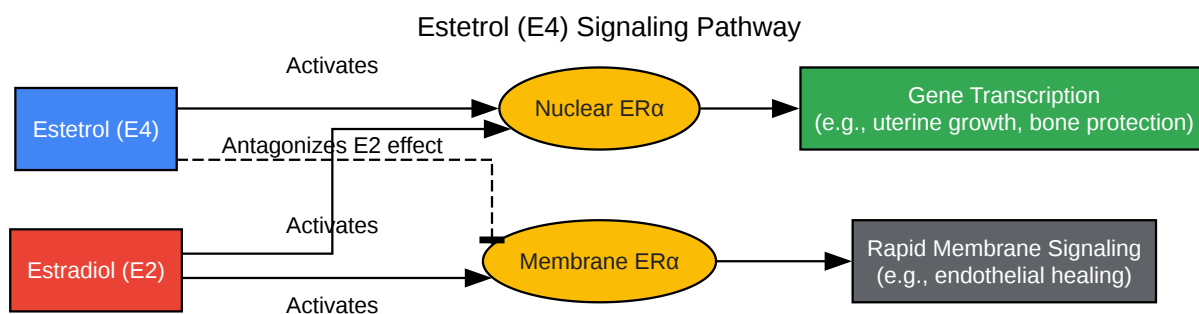 Estetrol (E4) Signaling Pathway
Activates
Estetrol (E4)
Nuclear ERα
Gene Transcription
(e.g., uterine growth, bone protection)
Antagonizes E2 effect
Activates
Estradiol (E2)
Membrane ERα
Rapid Membrane Signaling
(e.g., endothelial healing)
Activates